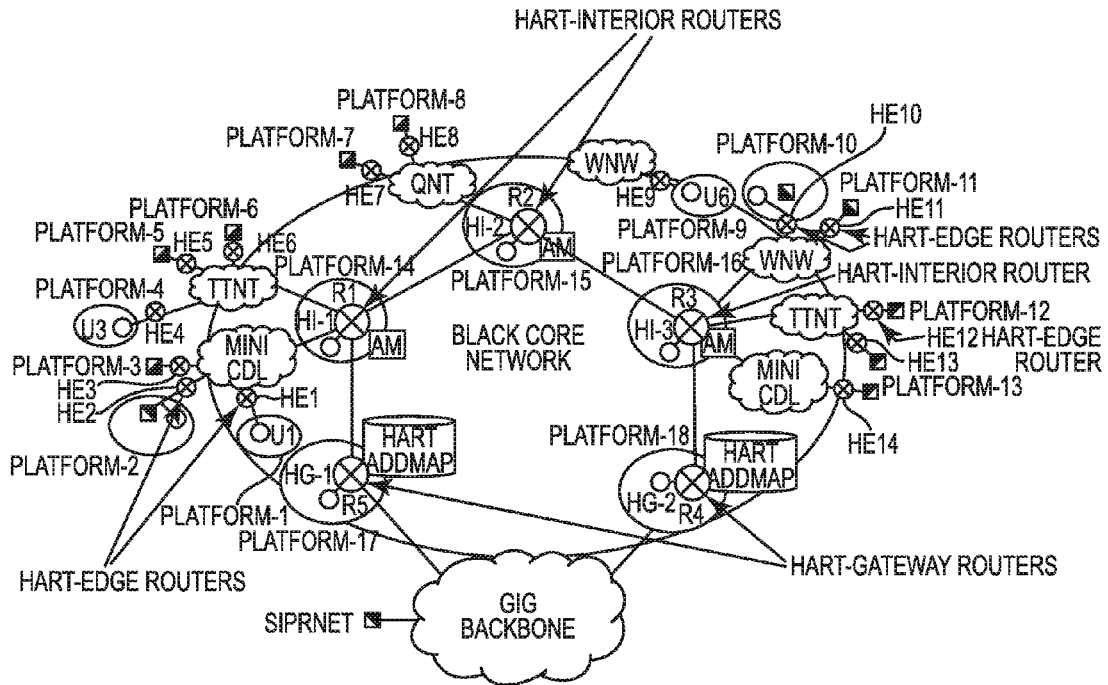 HART-INTERIOR ROUTERS
PLATFORM-8
HE8
PLATFORM-7
HE7
QNT
WNW
HE9
U6
PLATFORM-9
PLATFORM-10
HE10
PLATFORM-11
HE11
HART-EDGE ROUTERS
WNW
PLATFORM-6
PLATFORM-5
HE5
HE6
TTNT
PLATFORM-4
U3
HE4
PLATFORM-14
R1
HI-1
AM
R2
HI-2
AM
PLATFORM-15
PLATFORM-16
R3
HI-3
AM
HART-INTERIOR ROUTER
TTNT
PLATFORM-12
HE12
HART-EDGE
ROUTER
HE13
PLATFORM-13
HE14
MINI
CDL
BLACK CORE
NETWORK
MINI
CDL
PLATFORM-3
HE3
HE2
HE1
PLATFORM-2
U1
PLATFORM-1
HG-1
R5
HART
ADDMAP
PLATFORM-17
PLATFORM-18
HG-2
R4
HART
ADDMAP
HART-EDGE ROUTERS
HART-GATEWAY ROUTERS
SIPRNET
GIG
BACKBONE